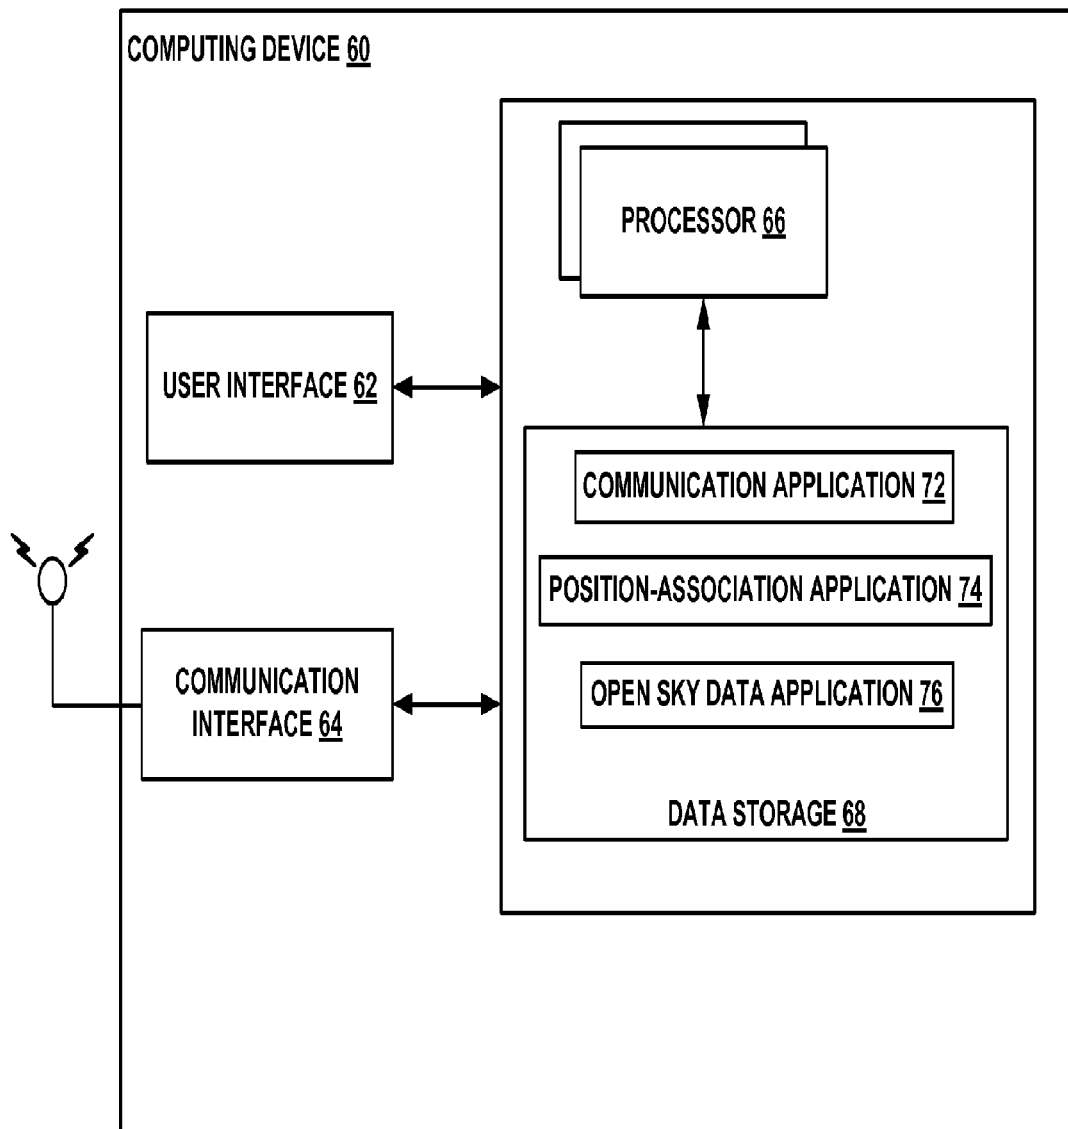 COMPUTING DEVICE 60
PROCESSOR 66
USER INTERFACE 62
COMMUNICATION APPLICATION 72
POSITION-ASSOCIATION APPLICATION 74
COMMUNICATION
INTERFACE 64
OPEN SKY DATA APPLICATION 76
DATA STORAGE 68